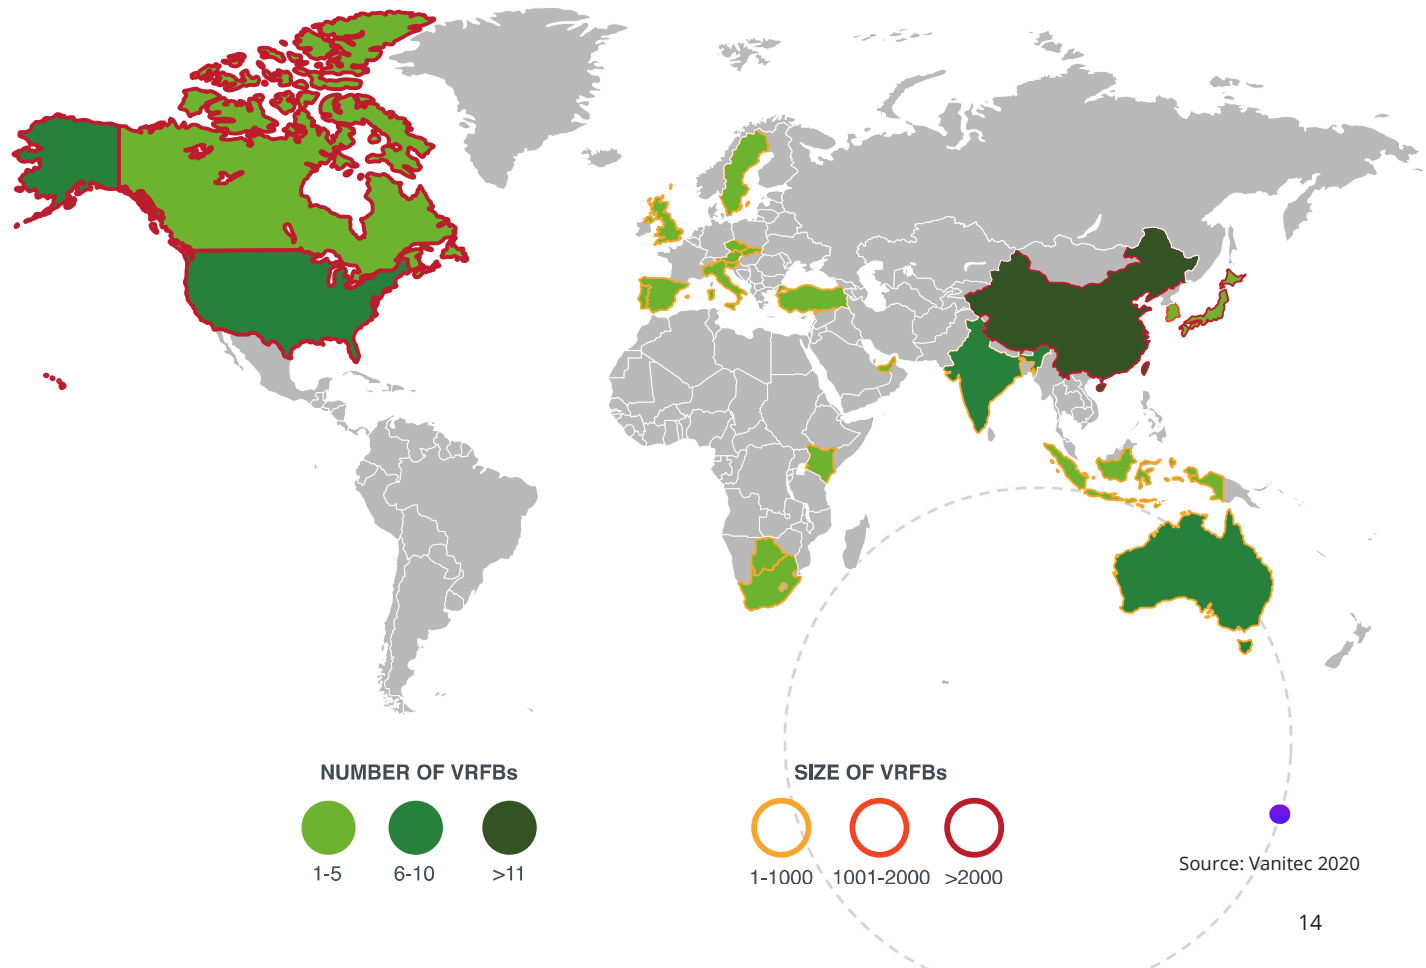 NUMBER OF VRFBs
1-5
6-10
>11
SIZE OF VRFBs
1-1000
1001-2000
>2000
Source: Vanitec 2020
14